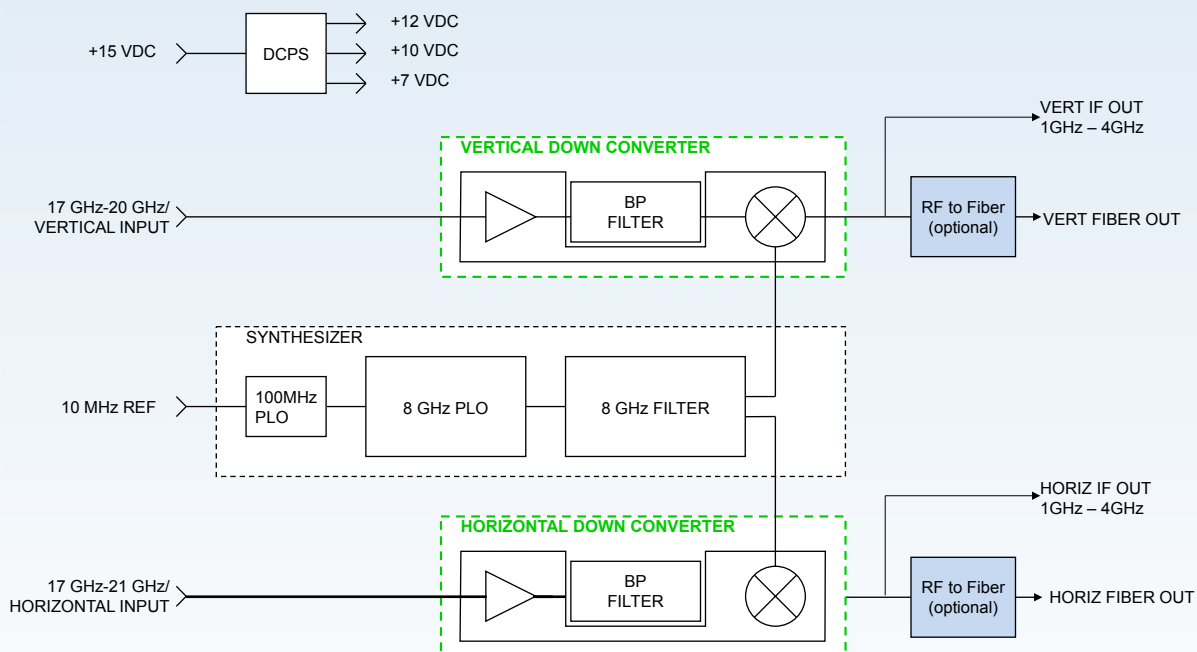 +15 VDC
DCPS
+12 VDC
+10 VDC
+7 VDC
VERT IF OUT
1GHz – 4GHz
VERTICAL DOWN CONVERTER
17 GHz-20 GHz/
VERTICAL INPUT
BP
FILTER
RF to Fiber
(optional)
VERT FIBER OUT
SYNTHESIZER
10 MHz REF
100MHz
PLO
8 GHz PLO
8 GHz FILTER
HORIZ IF OUT
1GHz – 4GHz
HORIZONTAL DOWN CONVERTER
17 GHz-21 GHz/
HORIZONTAL INPUT
BP
FILTER
RF to Fiber
(optional)
HORIZ FIBER OUT